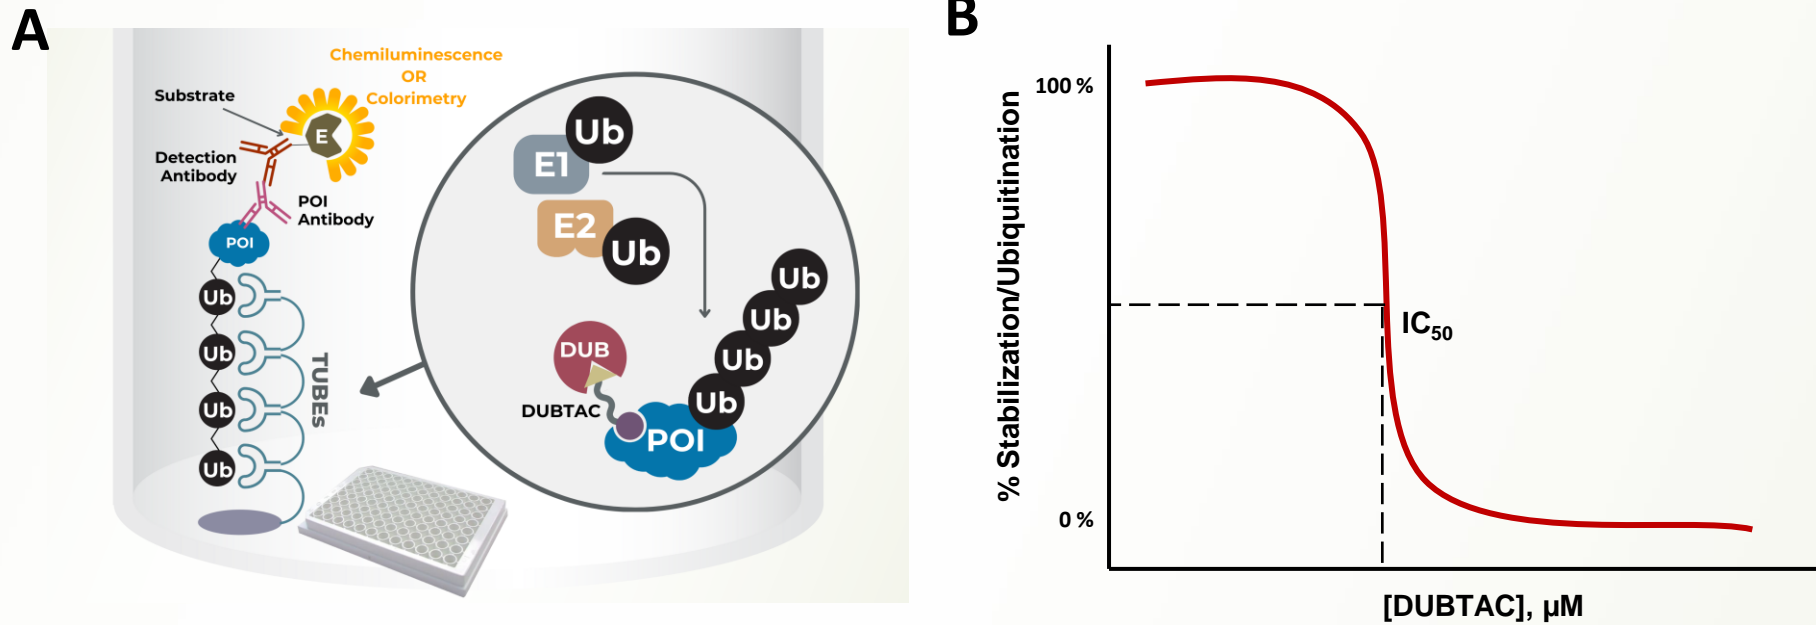 A
Chemiluminescence
OR
Colorimetry
Substrate
E
Detection
Antibody
POI
Antibody
POI
Ub
Ub
Ub
Ub
TUBEs
Ub
E1
E2
Ub
Ub
Ub
Ub
Ub
DUB
DUBTAC
POI
B
100 %
% Stabilization/Ubiquitination
IC50
0 %
[DUBTAC], µM